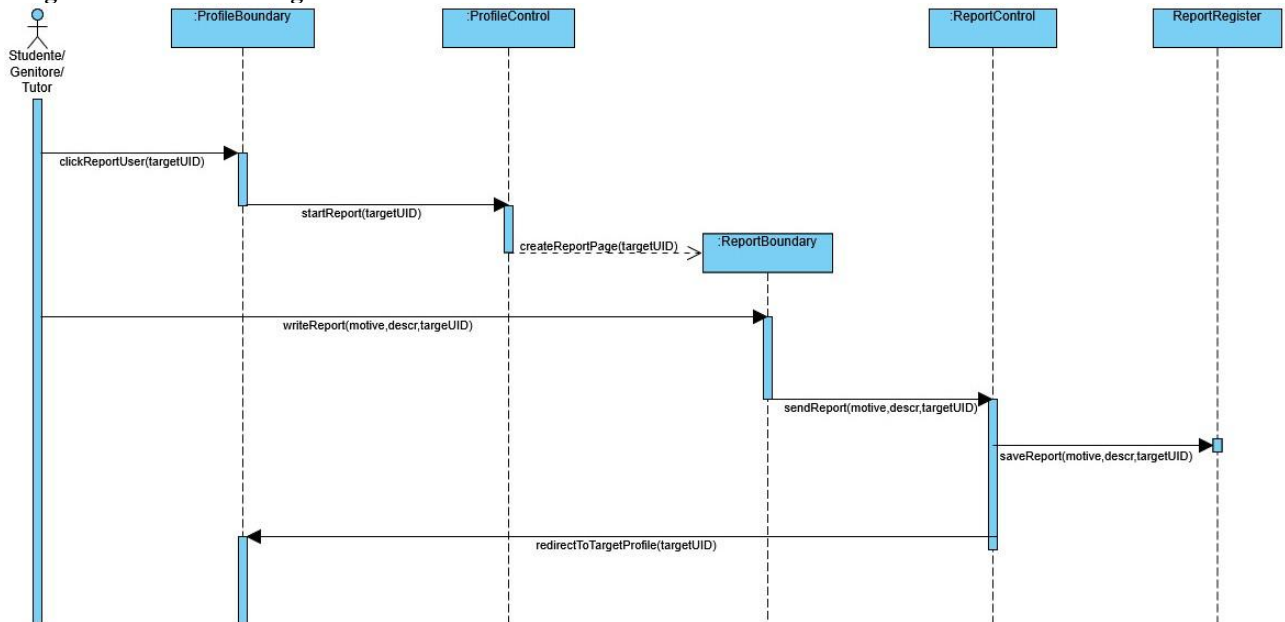 :ProfileBoundary
:ProfileControl
:ReportControl
ReportRegister
Studente/
Genitore/
Tutor
clickReportUser(targetUID)
startReport(targetUID)
createReportPage(targetUID)
:ReportBoundary
writeReport(motive,descr,targeUID)
sendReport(motive,descr,targetUID)
saveReport(motive,descr,targetUID)
redirectToTargetProfile(targetUID)